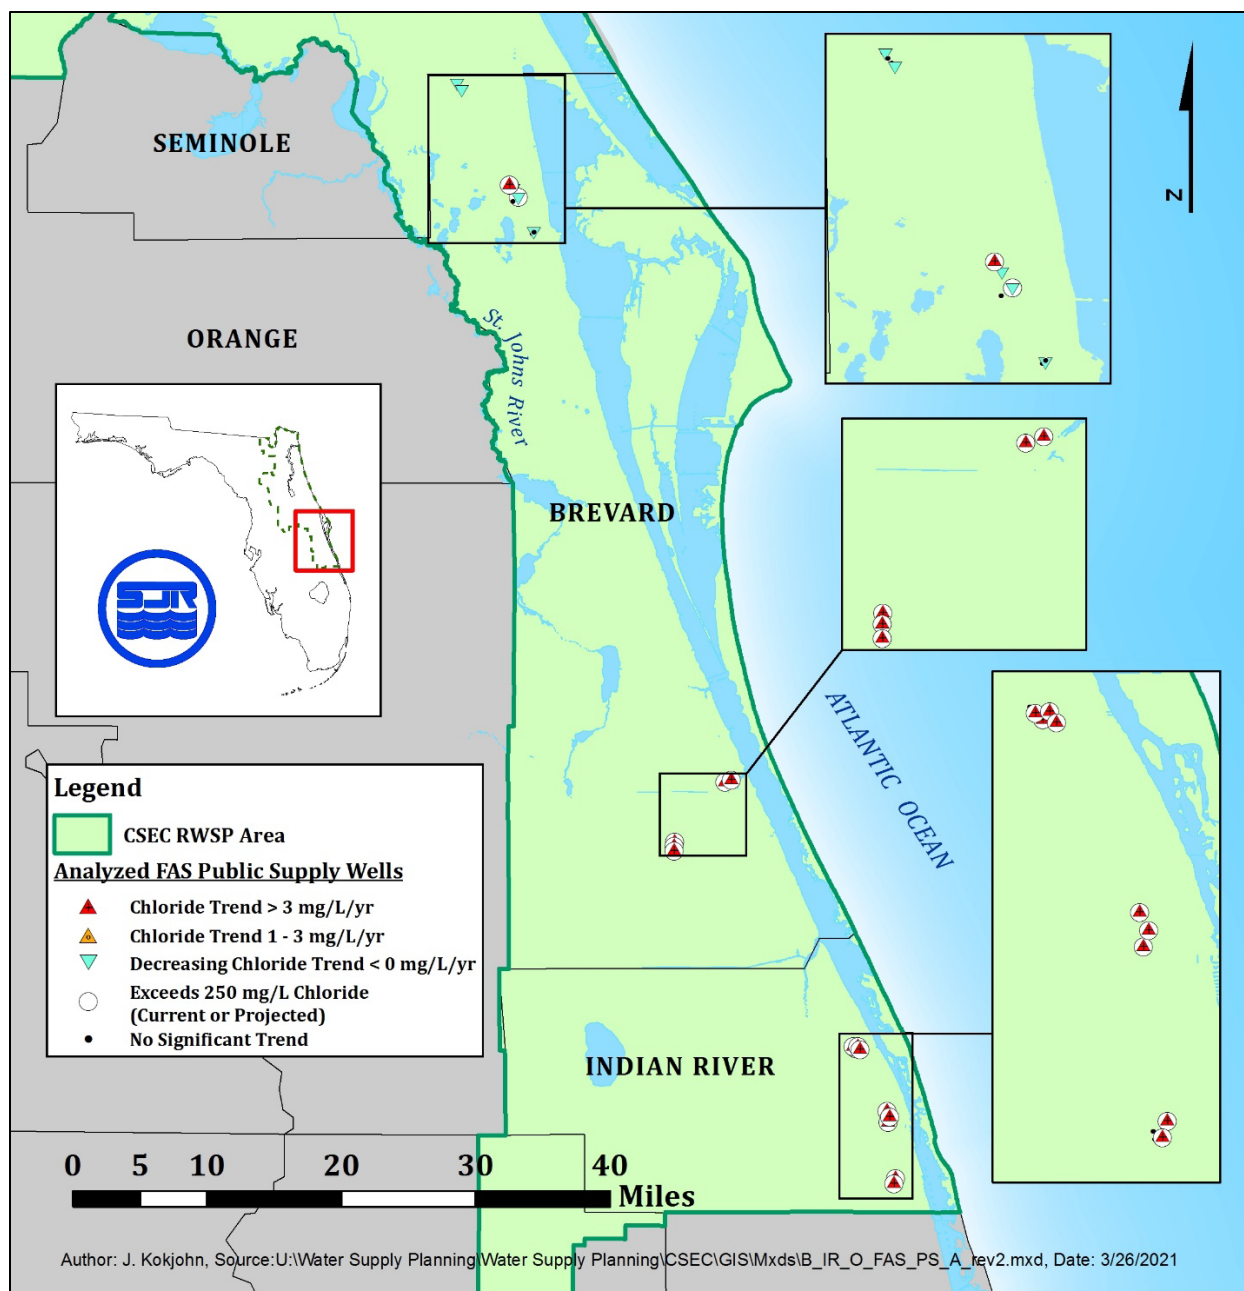 SEMINOLE
N
ORANGE
St. Johns River
BREVARD
SJR
ATLANTIC OCEAN
Legend
CSEC RWSP Area
Analyzed FAS Public Supply Wells
Chloride Trend > 3 mg/L/yr
Chloride Trend 1 - 3 mg/L/yr
Decreasing Chloride Trend < 0 mg/L/yr
Exceeds 250 mg/L Chloride
(Current or Projected)
No Significant Trend
INDIAN RIVER
0 5 10 20 30 40
Miles
Author: J. Kokjohn, Source:U:\Water Supply Planning\Water Supply Planning\CSEC\GIS\Mxds\B_IR_O_FAS_PS_A_rev2.mxd, Date: 3/26/2021